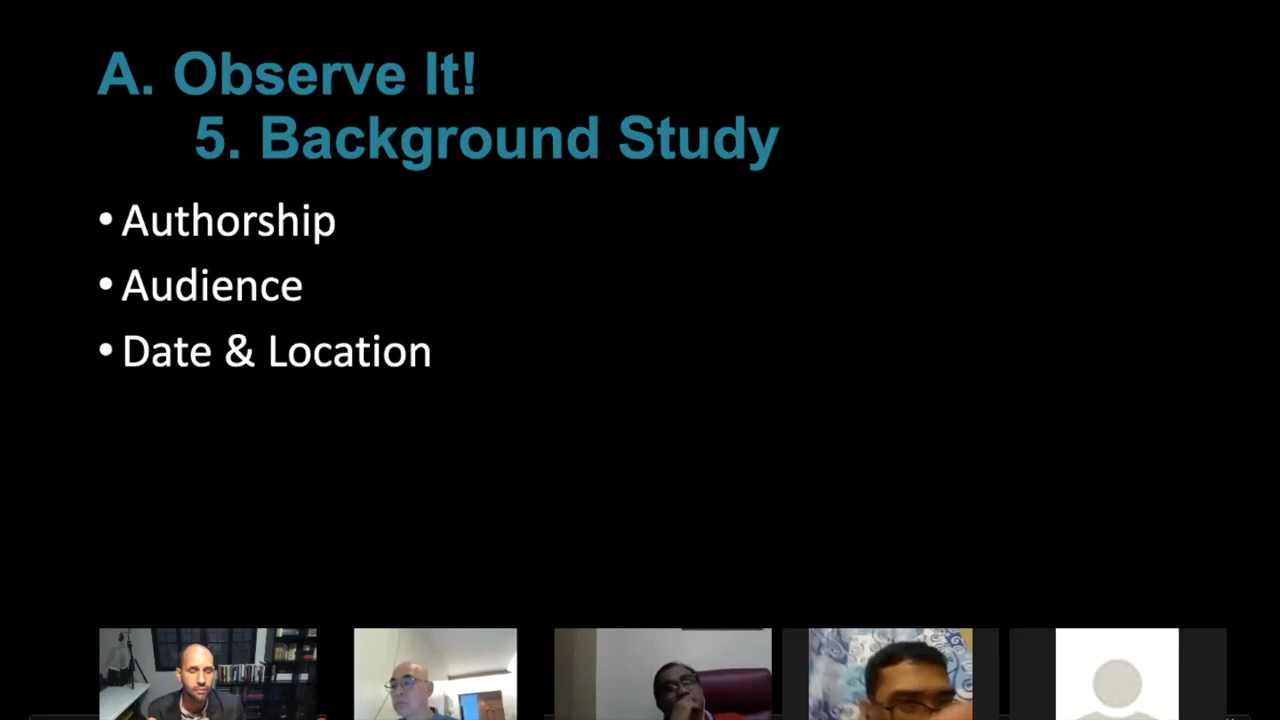 A. Observe It!
5. Background Study
• Authorship
• Audience
• Date & Location